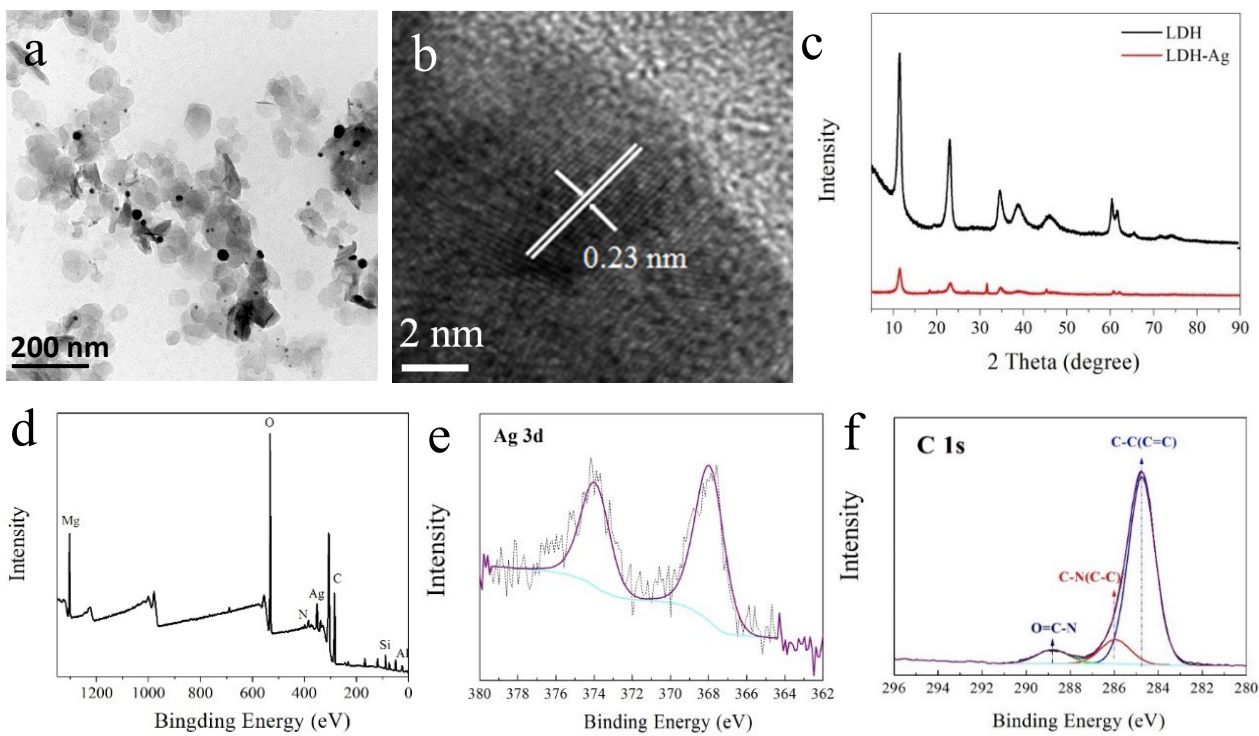 a
200 nm
b
0.23 nm
2 nm
c
LDH
LDH-Ag
Intensity
10 20 30 40 50 60 70 80 90
2 Theta (degree)
d
O
Mg
C
Ag
N
Si
Al
Intensity
1200 1000 800 600 400 200 0
Bingding Energy (eV)
e
Ag 3d
Intensity
380 378 376 374 372 370 368 366 364 362
Binding Energy (eV)
f
C 1s
C-C(C=C)
C-N(C-C)
O=C-N
Intensity
296 294 292 290 288 286 284 282 280
Binding Energy (eV)